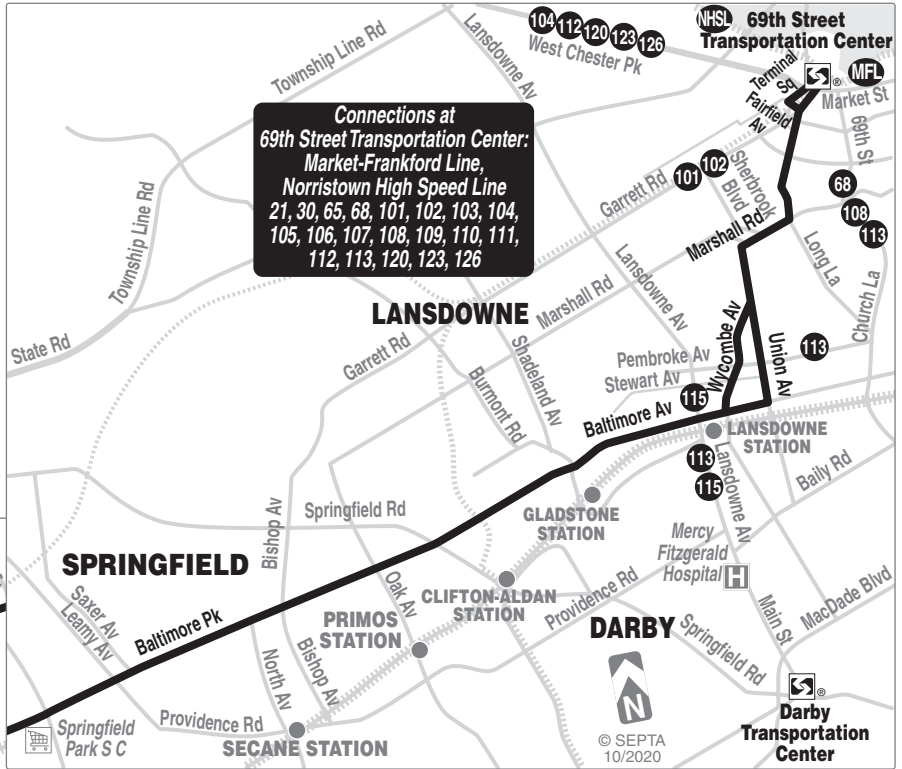 104 112 120 123 126
West Chester Pk
NHSL
69th Street
Transportation Center
MFL
Terminal
Sq
Fairfield
Av
Market St
69th St
Township Line Rd
Lansdowne Av
Connections at
69th Street Transportation Center:
Market-Frankford Line,
Norristown High Speed Line
21, 30, 65, 68, 101, 102, 103, 104,
105, 106, 107, 108, 109, 110, 111,
112, 113, 120, 123, 126
Garrett Rd
101
102
Sherbrook
Blvd
68
108
113
Marshall Rd
Long La
Church La
Township Line Rd
State Rd
LANSDOWNE
Marshall Rd
Lansdowne Av
Garrett Rd
Shadeland Av
Burmont Rd
Pembroke Av
Stewart Av
Wycombe Av
Union Av
113
115
Baltimore Av
LANSDOWNE
STATION
113
115
Lansdowne Av
Baily Rd
Bishop Av
Springfield Rd
GLADSTONE
STATION
Mercy
Fitzgerald
Hospital
H
SPRINGFIELD
Oak Av
CLIFTON-ALDAN
STATION
Providence Rd
DARBY
Main St
MacDade Blvd
Springfield Rd
Saxer Av
Leamy Av
Baltimore Pk
PRIMOS
STATION
North Av
Bishop Av
Providence Rd
SECANE STATION
Springfield
Park S C
N
© SEPTA
10/2020
Darby
Transportation
Center